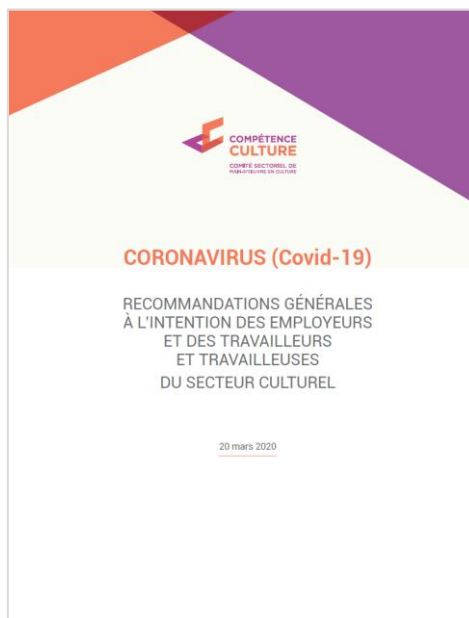 COMPÉTENCE
CULTURE
COMITÉ SECTORIEL DE
MAIN-D'ŒUVRE EN CULTURE
CORONAVIRUS (Covid-19)
RECOMMANDATIONS GÉNÉRALES
À L'INTENTION DES EMPLOYEURS
ET DES TRAVAILLEURS
ET TRAVAILLEUSES
DU SECTEUR CULTUREL
20 mars 2020